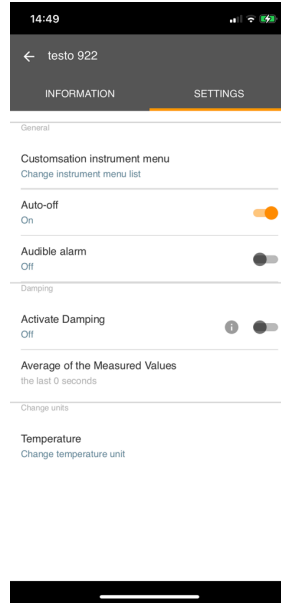 14:49
testo 922
INFORMATION SETTINGS
General
Customsation instrument menu
Change instrument menu list
Auto-off
On
Audible alarm
Off
Damping
Activate Damping
Off
Average of the Measured Values
the last 0 seconds
Change units
Temperature
Change temperature unit